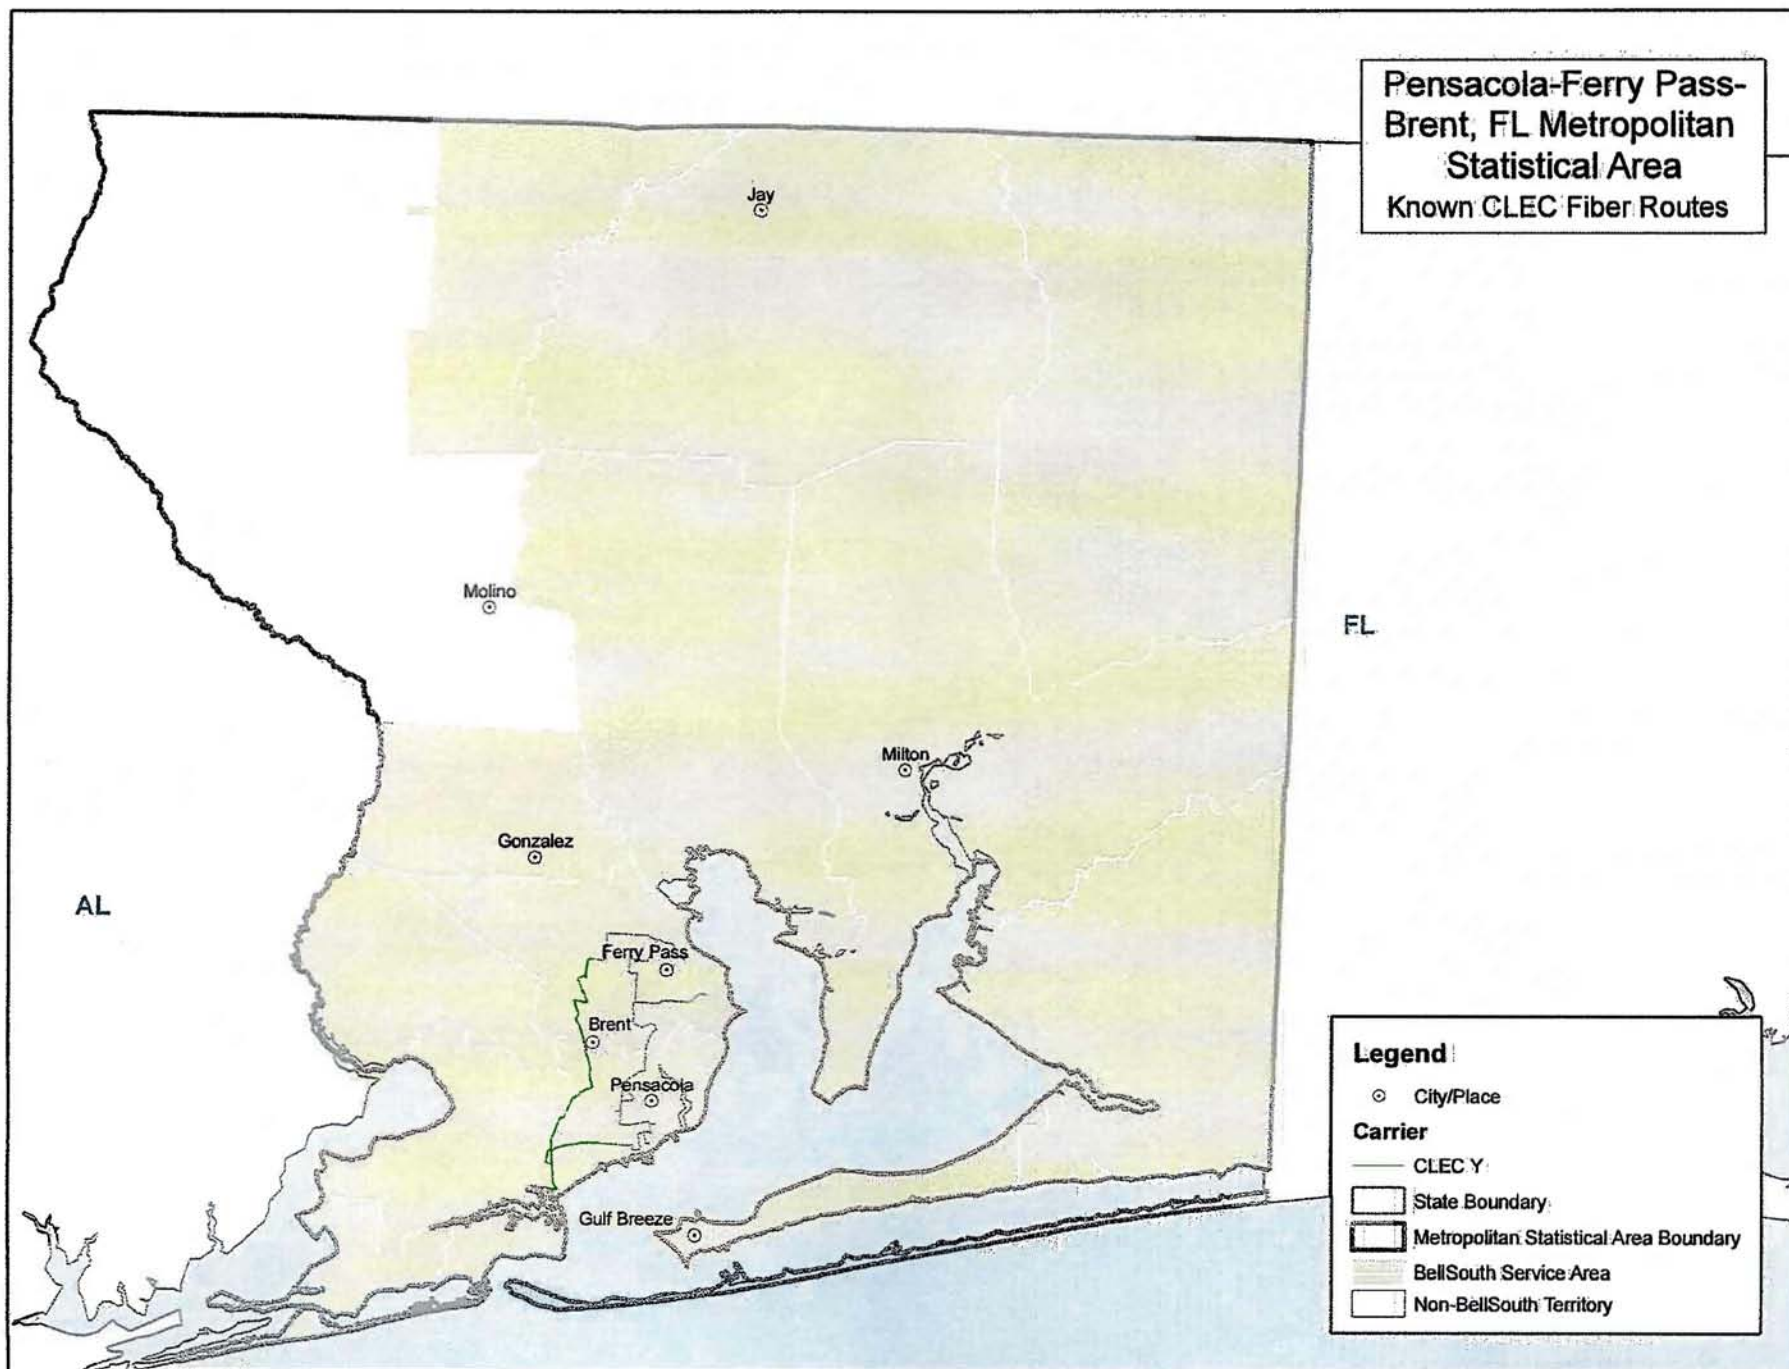 Pensacola-Ferry Pass-
Brent, FL Metropolitan
Statistical Area
Known CLEC Fiber Routes
Jay
Molino
FL
Milton
Gonzalez
AL
Ferry Pass
Brent
Pensacola
Gulf Breeze
Legend
City/Place
Carrier
CLEC Y
State Boundary
Metropolitan Statistical Area Boundary
BellSouth Service Area
Non-BellSouth Territory